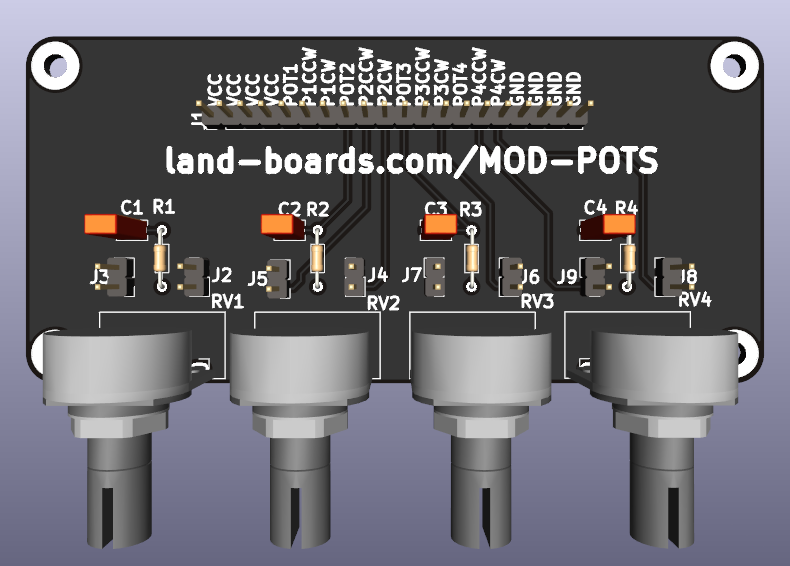 VCC
VCC
VCC
VCC
POT1
P1CCW
P1CW
POT2
P2CCW
P2CW
POT3
P3CCW
P3CW
POT4
P4CCW
P4CW
GND
GND
GND
GND
J1
land-boards.com/MOD-POTS
C1 R1 C2 R2 C3 R3 C4 R4
J3 J2 J5 J4 J7 J6 J9 J8
RV1 RV2 RV3 RV4